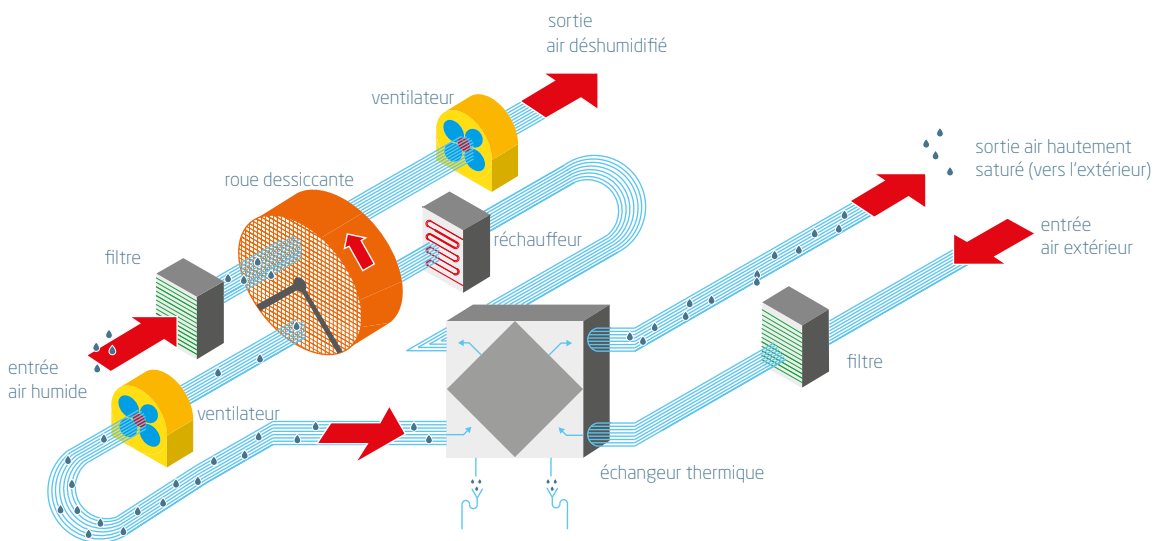 sortie
air déshumidifié
ventilateur
sortie air hautement
saturé (vers l'extérieur)
roue dessiccante
entrée
air extérieur
réchauffeur
filtre
filtre
entrée
air humide
ventilateur
échangeur thermique